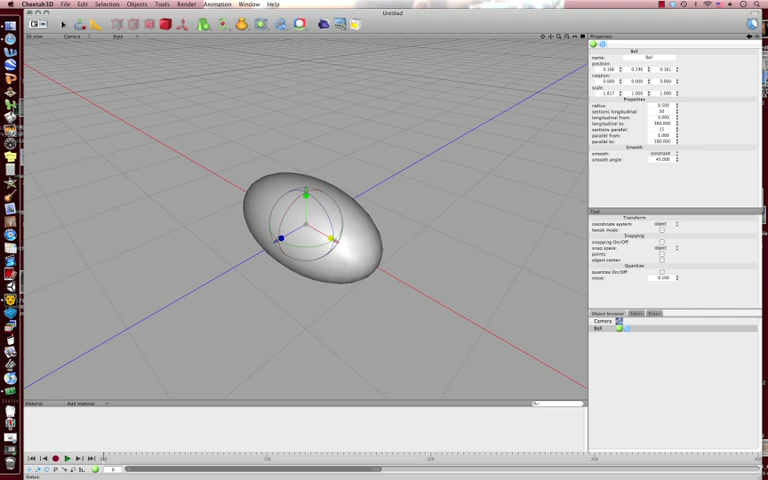 Cheetah3D File Edit Selection Objects Tools Render Animation Window Help
Untitled
3D view Camera Style
Properties
Ball
name: Ball
position:
0.166 0.190 0.161
rotation:
0.000 0.000 0.000
scale:
1.817 1.000 1.000
Properties
radius: 0.500
sections longitudinal: 30
longitudinal from: 0.000
longitudinal to: 360.000
sections parallel: 15
parallel from: 0.000
parallel to: 180.000
Smooth
smooth: constraint
smooth angle: 45.000
Tool
Transform
coordinate system: object
tweak mode:
Snapping
snapping On/Off:
snap space: object
points:
object center:
Quantize
quantize On/Off:
move: 0.100
Object browser
Camera
Ball
Material Add material
0
Status: